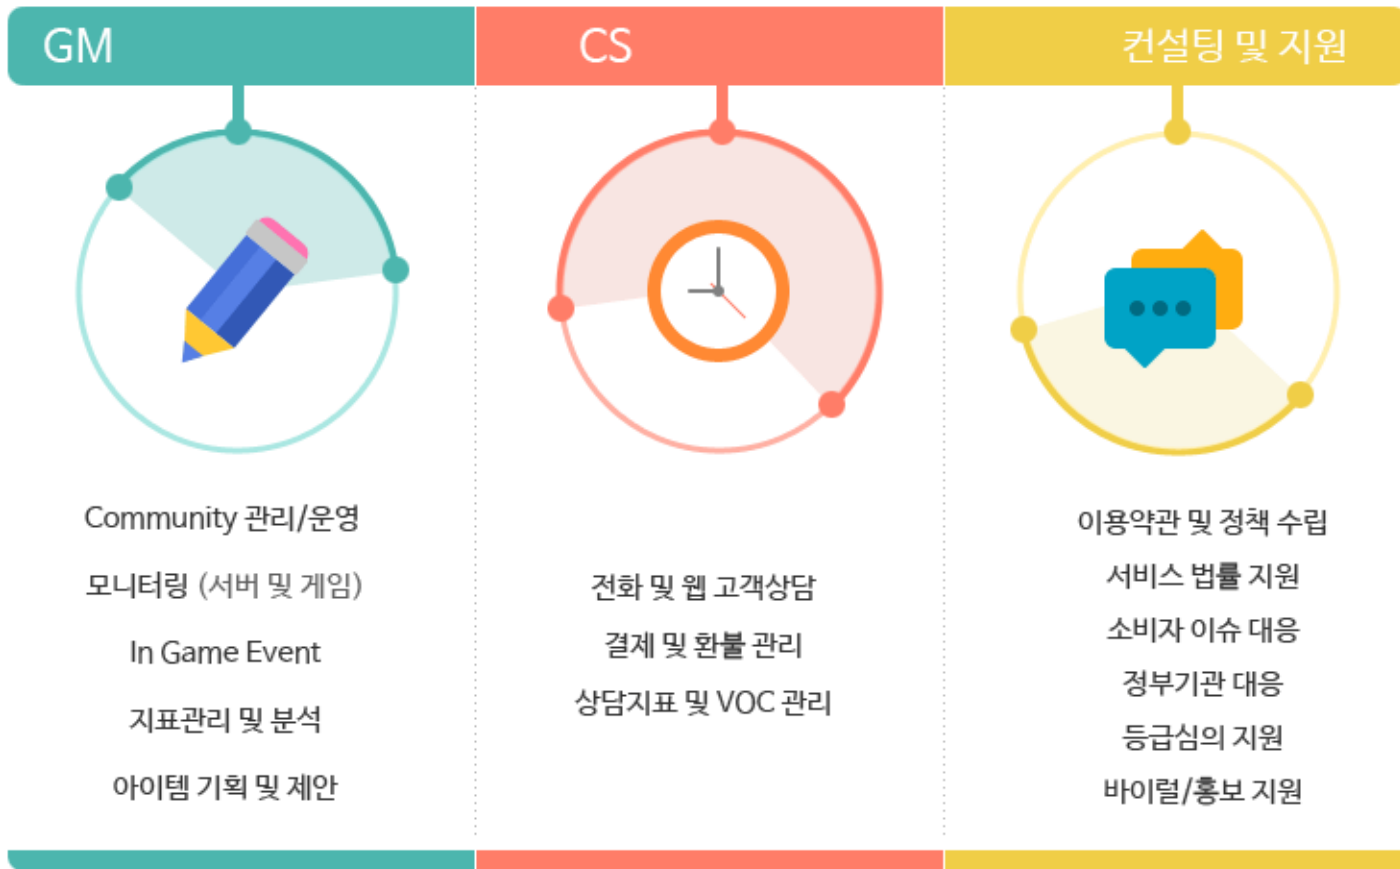 GM
Community 관리/운영
모니터링 (서버 및 게임)
In Game Event
지표관리 및 분석
아이템 기획 및 제안
CS
전화 및 웹 고객상담
결제 및 환불 관리
상담지표 및 VOC 관리
컨설팅 및 지원
이용약관 및 정책 수립
서비스 법률 지원
소비자 이슈 대응
정부기관 대응
등급심의 지원
바이럴/홍보 지원